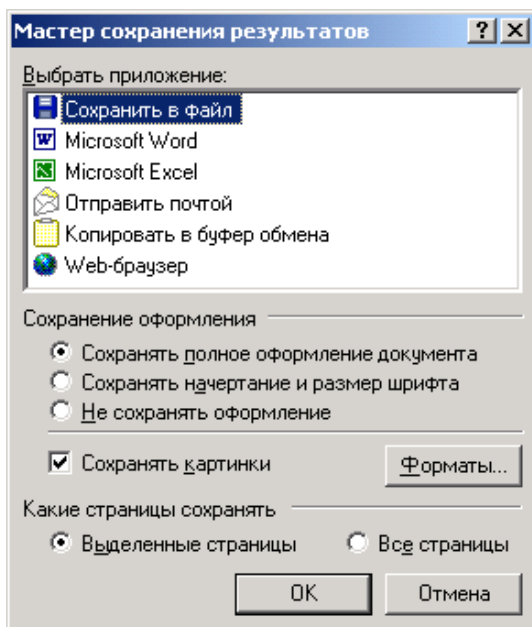 Мастер сохранения результатов
Выбрать приложение:
Сохранить в файл
Microsoft Word
Microsoft Excel
Отправить почтой
Копировать в буфер обмена
Web-браузер
Сохранение оформления
Сохранять полное оформление документа
Сохранять начертание и размер шрифта
Не сохранять оформление
Сохранять картинки
Форматы...
Какие страницы сохранять
Выделенные страницы Все страницы
OK Отмена